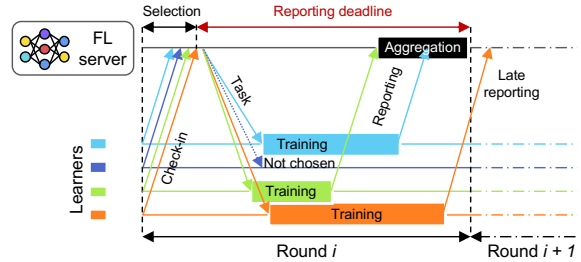 Selection
Reporting deadline
FL
server
Aggregation
Task
Reporting
Late
reporting
Check-in
Training
Not chosen
Training
Training
Learners
Round i
Round i + 1